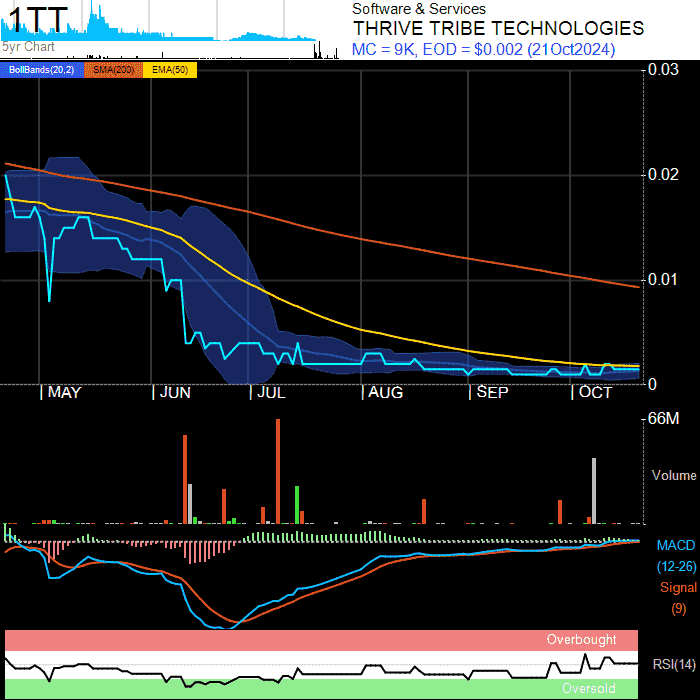 1TT
5yr Chart
Software & Services
THRIVE TRIBE TECHNOLOGIES
MC = 9K, EOD = $0.002 (21Oct2024)
BollBands(20,2) SMA(200) EMA(50)
0.03
0.02
0.01
0
MAY JUN JUL AUG SEP OCT
66M
Volume
MACD
(12-26)
Signal
(9)
Overbought
RSI(14)
Oversold